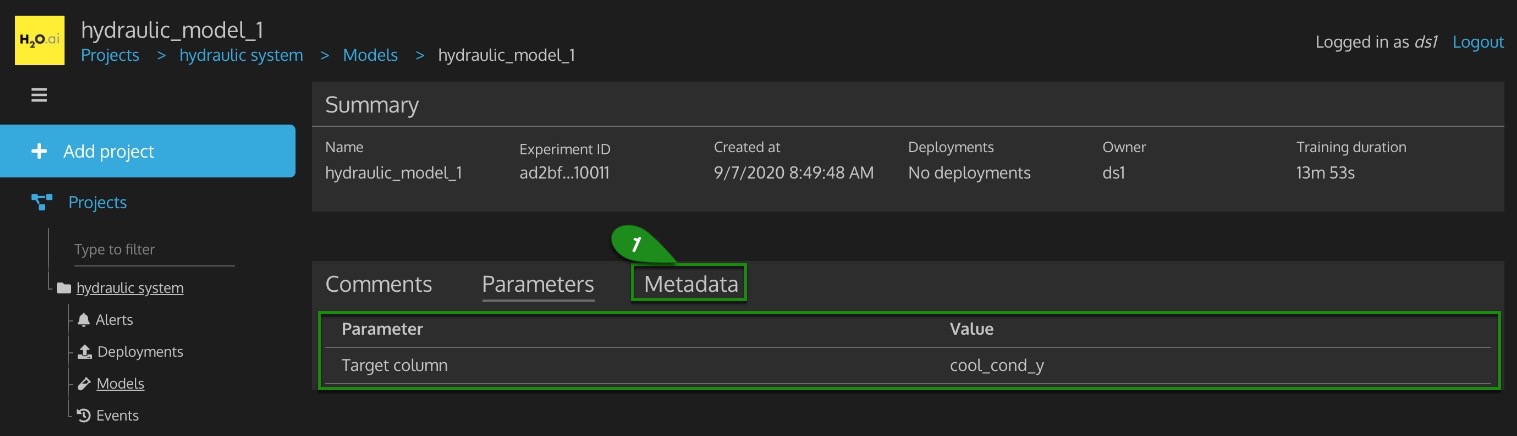 H2O.ai
hydraulic_model_1
Projects > hydraulic system > Models > hydraulic_model_1
Logged in as ds1 Logout
Add project
Projects
Type to filter
hydraulic system
Alerts
Deployments
Models
Events
Summary
Name Experiment ID Created at Deployments Owner Training duration
hydraulic_model_1 ad2bf...10011 9/7/2020 8:49:48 AM No deployments ds1 13m 53s
1
Comments Parameters Metadata
Parameter Value
Target column cool_cond_y